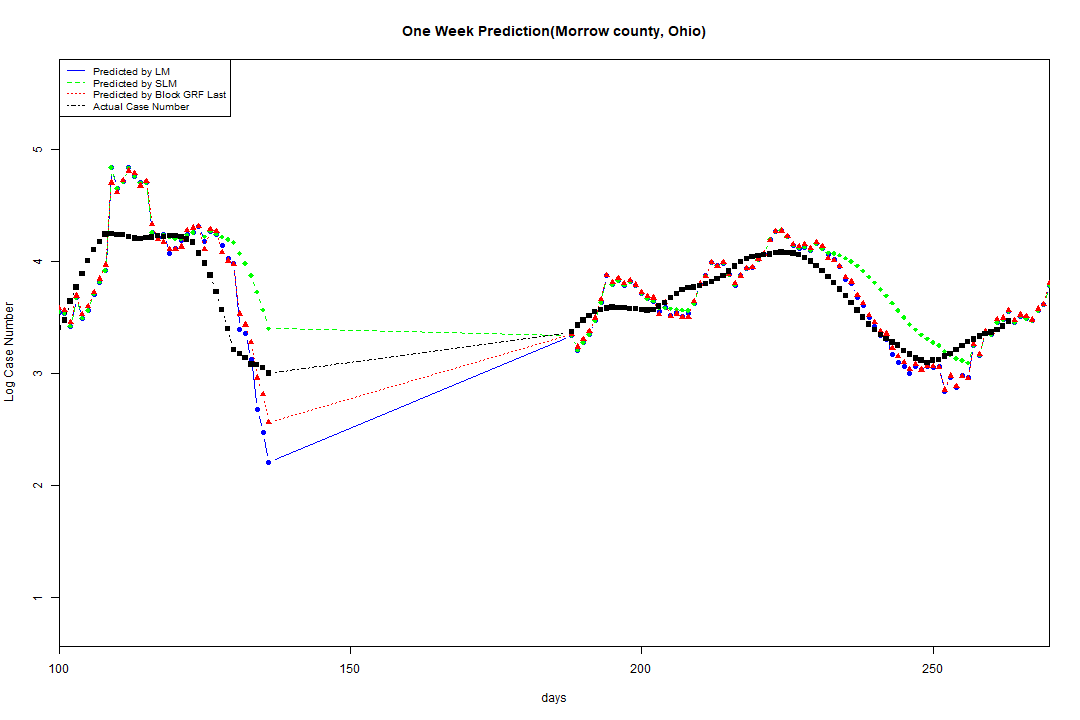 One Week Prediction(Morrow county, Ohio)
Predicted by LM
Predicted by SLM
Predicted by Block GRF Last
Actual Case Number
5
4
3
2
1
Log Case Number
100
150
200
250
days